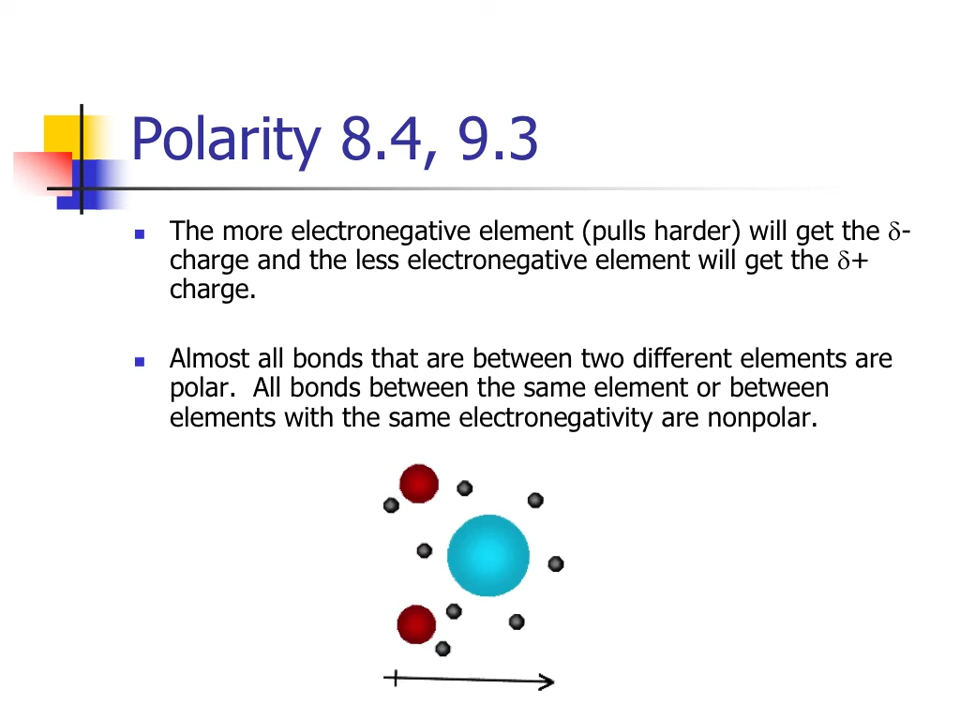 Polarity 8.4, 9.3
The more electronegative element (pulls harder) will get the δ-
charge and the less electronegative element will get the δ+
charge.
Almost all bonds that are between two different elements are
polar.  All bonds between the same element or between
elements with the same electronegativity are nonpolar.